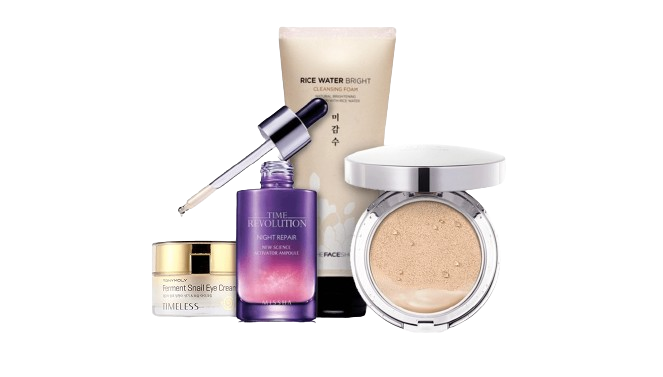 RICE WATER BRIGHT
CLEANSING FOAM
미감수
THE FACE SH
TIME
REVOLUTION
NIGHT REPAIR
NEW SCIENCE
ACTIVATOR AMPOULE
MISSHA
TONYMOLY
Ferment Snail Eye Cream
TIMELESS